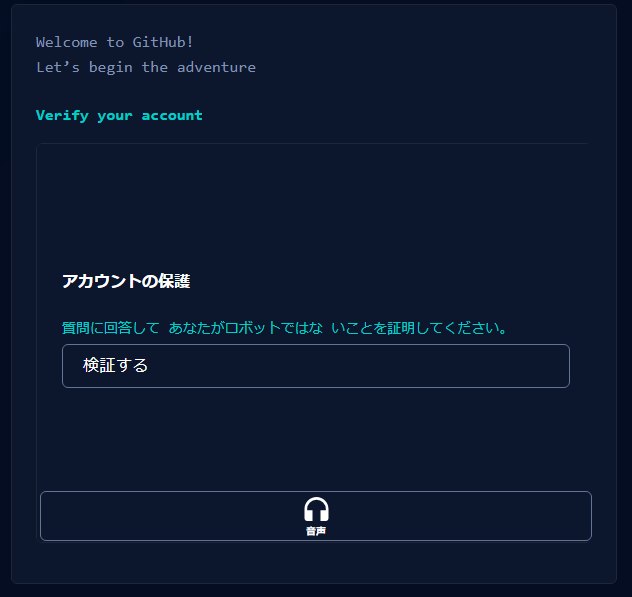 Welcome to GitHub!
Let’s begin the adventure
Verify your account
アカウントの保護
質問に回答して あなたがロボットではな いことを証明してください。
検証する
音声